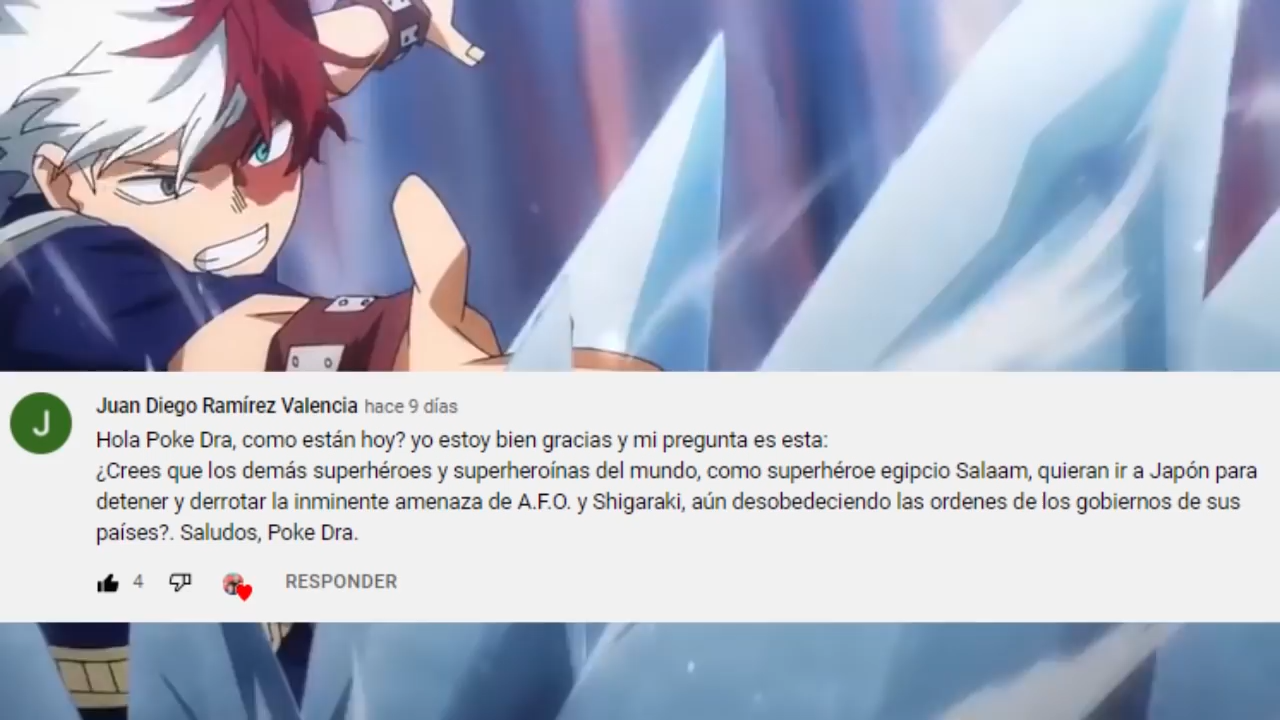 J
Juan Diego Ramírez Valencia hace 9 días
Hola Poke Dra, como están hoy? yo estoy bien gracias y mi pregunta es esta:
¿Crees que los demás superhéroes y superheroínas del mundo, como superhéroe egipcio Salaam, quieran ir a Japón para
detener y derrotar la inminente amenaza de A.F.O. y Shigaraki, aún desobedeciendo las ordenes de los gobiernos de sus
países?. Saludos, Poke Dra.
4 RESPONDER